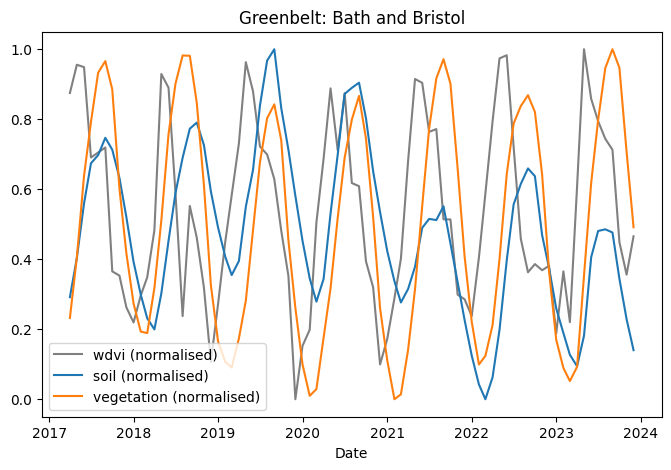 Greenbelt: Bath and Bristol
1.0
0.8
0.6
0.4
0.2
0.0
wdvi (normalised)
soil (normalised)
vegetation (normalised)
2017 2018 2019 2020 2021 2022 2023 2024
Date